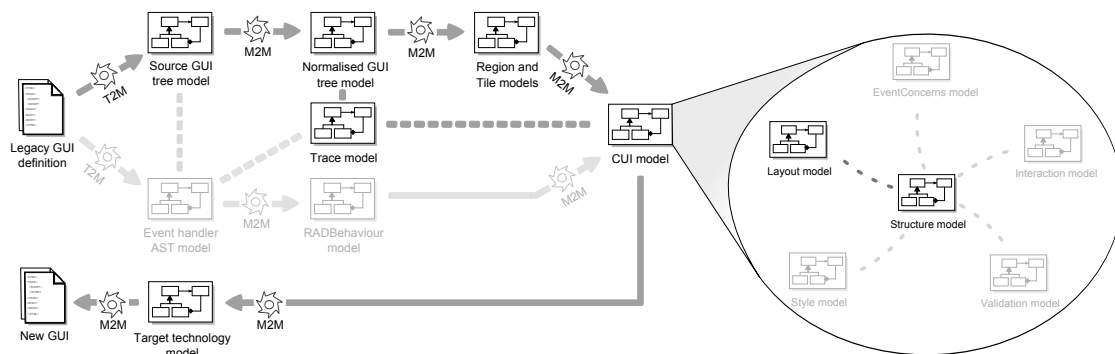 Source GUI
tree model
M2M
Normalised GUI
tree model
M2M
Region and
Tile models
M2M
T2M
Legacy GUI
definition
Trace model
CUI model
T2M
Event handler
AST model
M2M
RADBehaviour
model
M2M
New GUI
M2M
Target technology
model
M2M
EventConcerns model
Layout model
Interaction model
Structure model
Style model
Validation model